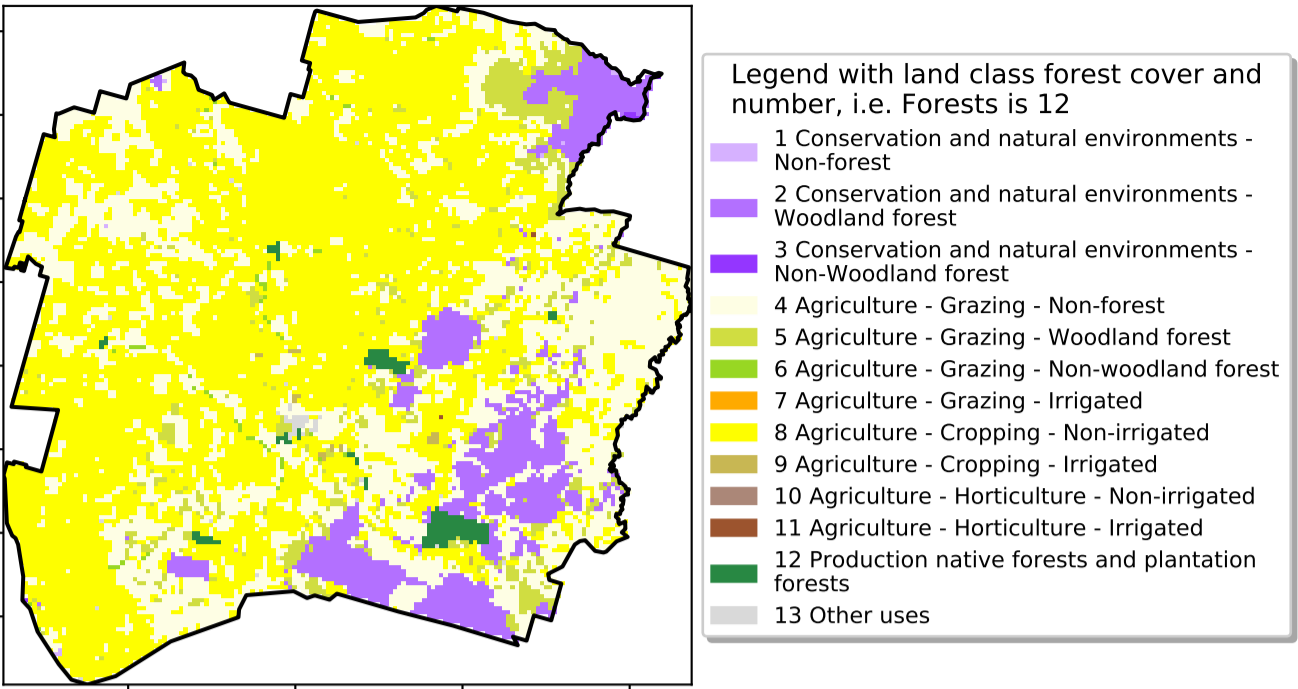 Legend with land class forest cover and
number, i.e. Forests is 12
1 Conservation and natural environments -
Non-forest
2 Conservation and natural environments -
Woodland forest
3 Conservation and natural environments -
Non-Woodland forest
4 Agriculture - Grazing - Non-forest
5 Agriculture - Grazing - Woodland forest
6 Agriculture - Grazing - Non-woodland forest
7 Agriculture - Grazing - Irrigated
8 Agriculture - Cropping - Non-irrigated
9 Agriculture - Cropping - Irrigated
10 Agriculture - Horticulture - Non-irrigated
11 Agriculture - Horticulture - Irrigated
12 Production native forests and plantation
forests
13 Other uses